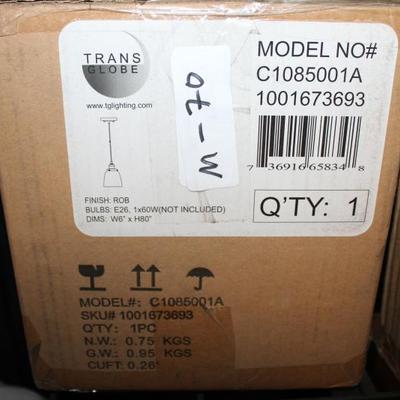 TRANS
GLOBE
www.tglighting.com
MODEL NO#
C1085001A
1001673693
7 36916 65834 8
FINISH: ROB
BULBS: E26, 1x60W(NOT INCLUDED)
DIMS: W6" x H80"
Q'TY: 1
MODEL#: C1085001A
SKU# 1001673693
Q'TY: 1PC
N.W.: 0.75 KGS
G.W.: 0.95 KGS
CUFT: 0.26'